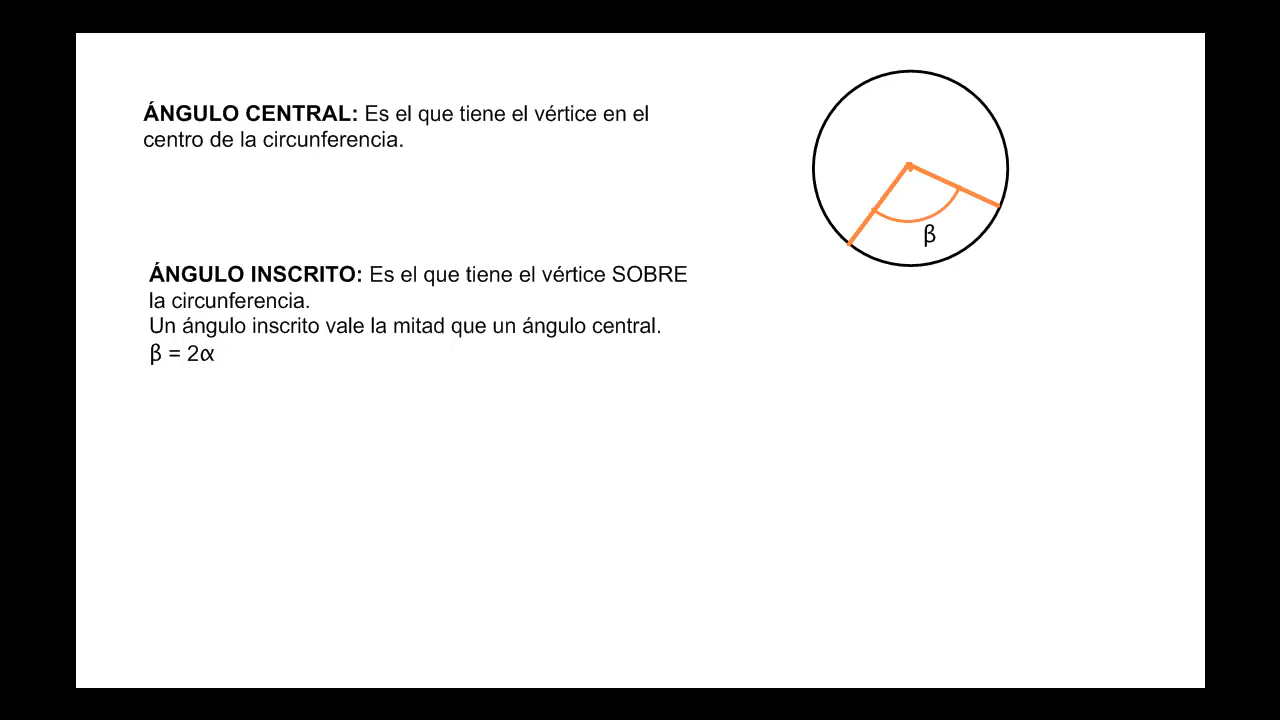 ÁNGULO CENTRAL: Es el que tiene el vértice en el
centro de la circunferencia.
β
ÁNGULO INSCRITO: Es el que tiene el vértice SOBRE
la circunferencia.
Un ángulo inscrito vale la mitad que un ángulo central.
β = 2α